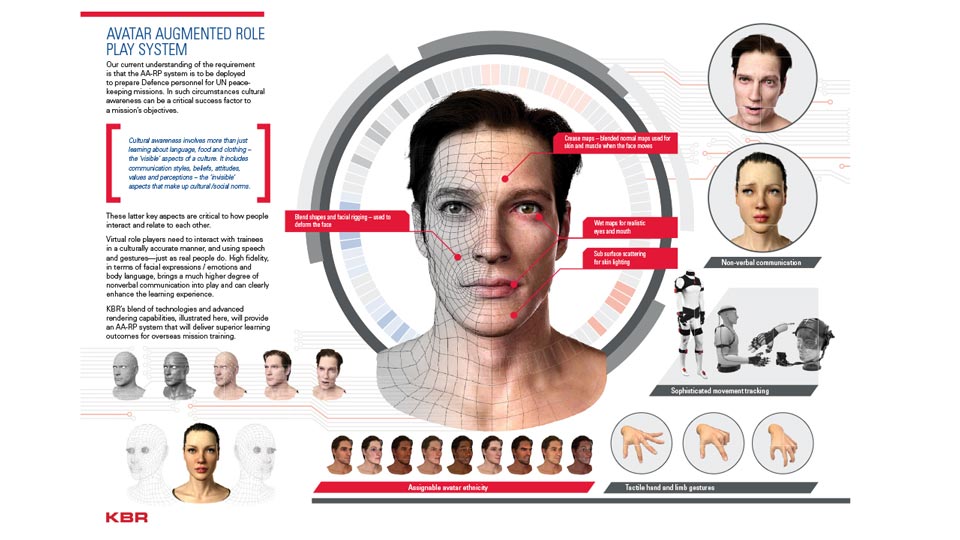 AVATAR AUGMENTED ROLE
PLAY SYSTEM
Our current understanding of the requirement
is that the AA-RP system is to be deployed
to prepare Defence personnel for UN peace-
keeping missions. In such circumstances cultural
awareness can be a critical success factor to
a mission's objectives.
Cultural awareness involves more than just
learning about language, food and clothing –
the 'visible' aspects of a culture. It includes
communication styles, beliefs, attitudes,
values and perceptions – the 'invisible'
aspects that make up cultural/social norms.
These latter key aspects are critical to how people
interact and relate to each other.
Virtual role players need to interact with trainees
in a culturally accurate manner, and using speech
and gestures—just as real people do. High fidelity,
in terms of facial expressions / emotions and
body language, brings a much higher degree of
nonverbal communication into play and can clearly
enhance the learning experience.
KBR's blend of technologies and advanced
rendering capabilities, illustrated here, will provide
an AA-RP system that will deliver superior learning
outcomes for overseas mission training.
Crease maps – blended normal maps used for
skin and muscle when the face moves
Blend shapes and facial rigging – used to
deform the face
Wet maps for realistic
eyes and mouth
Sub surface scattering
for skin lighting
Non-verbal communication
Sophisticated movement tracking
Assignable avatar ethnicity
Tactile hand and limb gestures
KBR